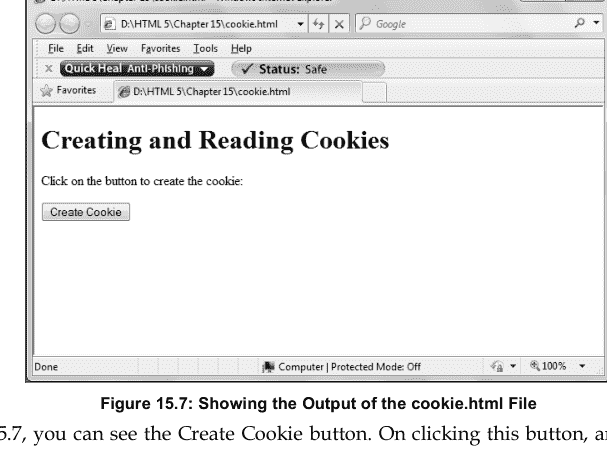 D:\HTML 5\Chapter 15\cookie.html
Google
File Edit View Favorites Tools Help
x Quick Heal Anti-Phishing ✓ Status: Safe
Favorites D:\HTML 5\Chapter 15\cookie.html
Creating and Reading Cookies
Click on the button to create the cookie:
Create Cookie
Done Computer | Protected Mode: Off 100%
Figure 15.7: Showing the Output of the cookie.html File
5.7, you can see the Create Cookie button. On clicking this button, a